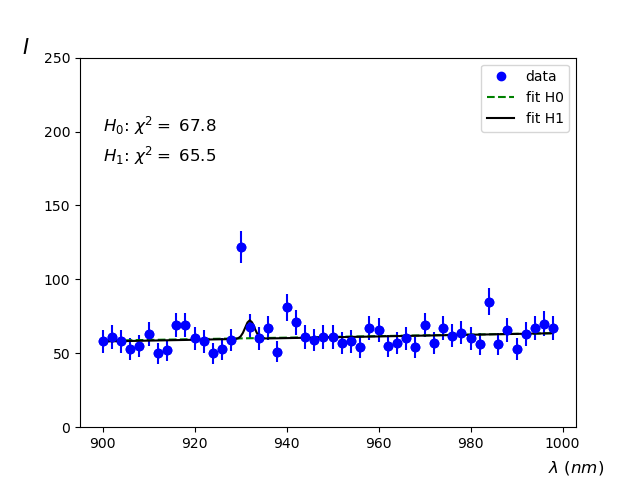 I
250
200
150
100
50
0
H₀: χ² = 67.8
H₁: χ² = 65.5
data
fit H0
fit H1
900 920 940 960 980 1000
λ (nm)